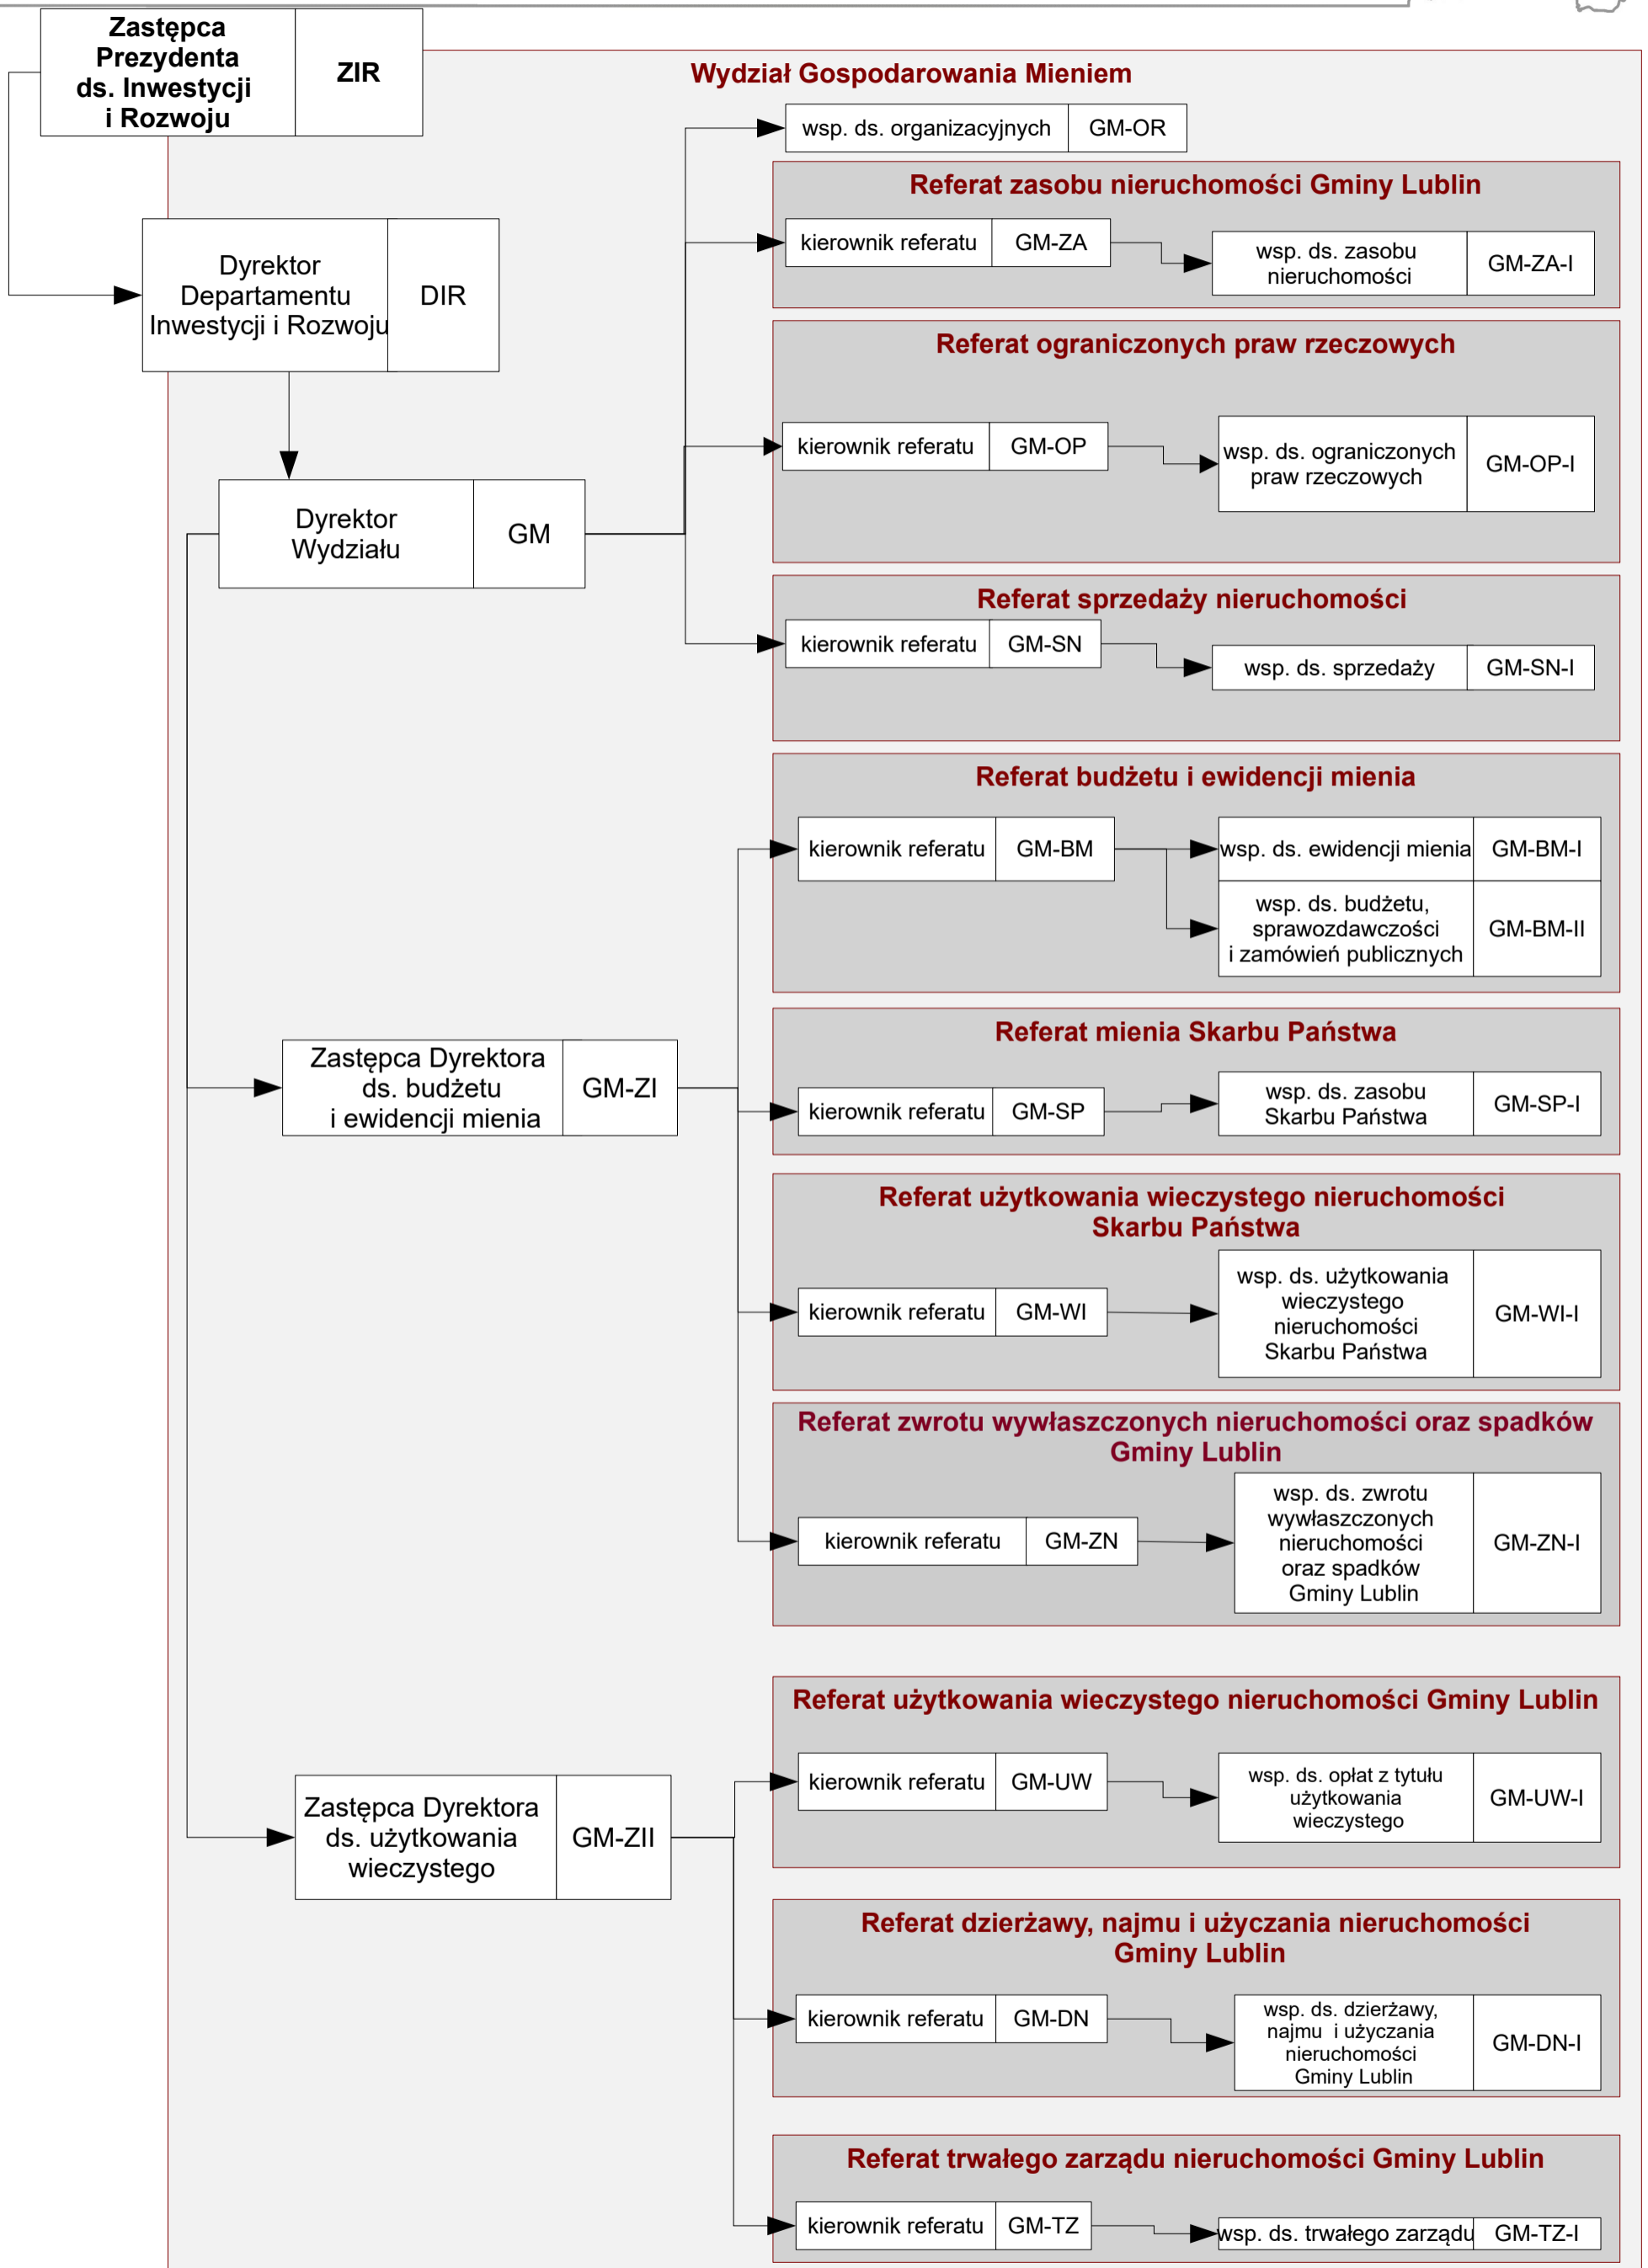 Zastępca
Prezydenta
ds. Inwestycji
i Rozwoju
ZIR
Wydział Gospodarowania Mieniem
wsp. ds. organizacyjnych
GM-OR
Referat zasobu nieruchomości Gminy Lublin
kierownik referatu
GM-ZA
wsp. ds. zasobu
nieruchomości
GM-ZA-I
Dyrektor
Departamentu
Inwestycji i Rozwoju
DIR
Referat ograniczonych praw rzeczowych
kierownik referatu
GM-OP
wsp. ds. ograniczonych
praw rzeczowych
GM-OP-I
Dyrektor
Wydziału
GM
Referat sprzedaży nieruchomości
kierownik referatu
GM-SN
wsp. ds. sprzedaży
GM-SN-I
Referat budżetu i ewidencji mienia
kierownik referatu
GM-BM
wsp. ds. ewidencji mienia
GM-BM-I
wsp. ds. budżetu,
sprawozdawczości
i zamówień publicznych
GM-BM-II
Zastępca Dyrektora
ds. budżetu
i ewidencji mienia
GM-ZI
Referat mienia Skarbu Państwa
kierownik referatu
GM-SP
wsp. ds. zasobu
Skarbu Państwa
GM-SP-I
Referat użytkowania wieczystego nieruchomości
Skarbu Państwa
kierownik referatu
GM-WI
wsp. ds. użytkowania
wieczystego
nieruchomości
Skarbu Państwa
GM-WI-I
Referat zwrotu wywłaszczonych nieruchomości oraz spadków
Gminy Lublin
kierownik referatu
GM-ZN
wsp. ds. zwrotu
wywłaszczonych
nieruchomości
oraz spadków
Gminy Lublin
GM-ZN-I
Referat użytkowania wieczystego nieruchomości Gminy Lublin
kierownik referatu
GM-UW
wsp. ds. opłat z tytułu
użytkowania
wieczystego
GM-UW-I
Zastępca Dyrektora
ds. użytkowania
wieczystego
GM-ZII
Referat dzierżawy, najmu i użyczania nieruchomości
Gminy Lublin
kierownik referatu
GM-DN
wsp. ds. dzierżawy,
najmu i użyczania
nieruchomości
Gminy Lublin
GM-DN-I
Referat trwałego zarządu nieruchomości Gminy Lublin
kierownik referatu
GM-TZ
wsp. ds. trwałego zarządu
GM-TZ-I